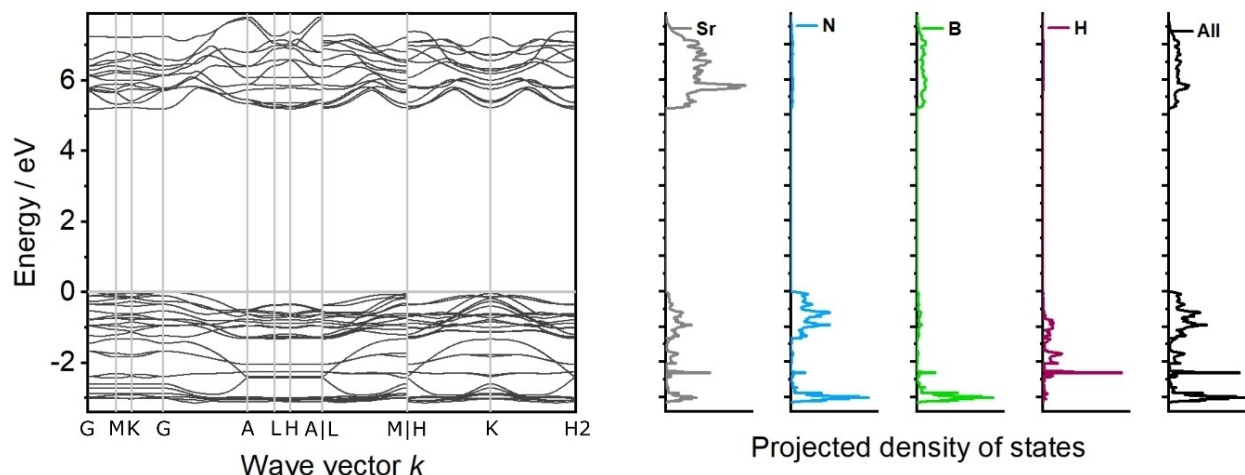 Energy / eV
6
4
2
0
-2
G M K G A L H A|L M|H K H2
Wave vector k
Sr
N
B
H
All
Projected density of states